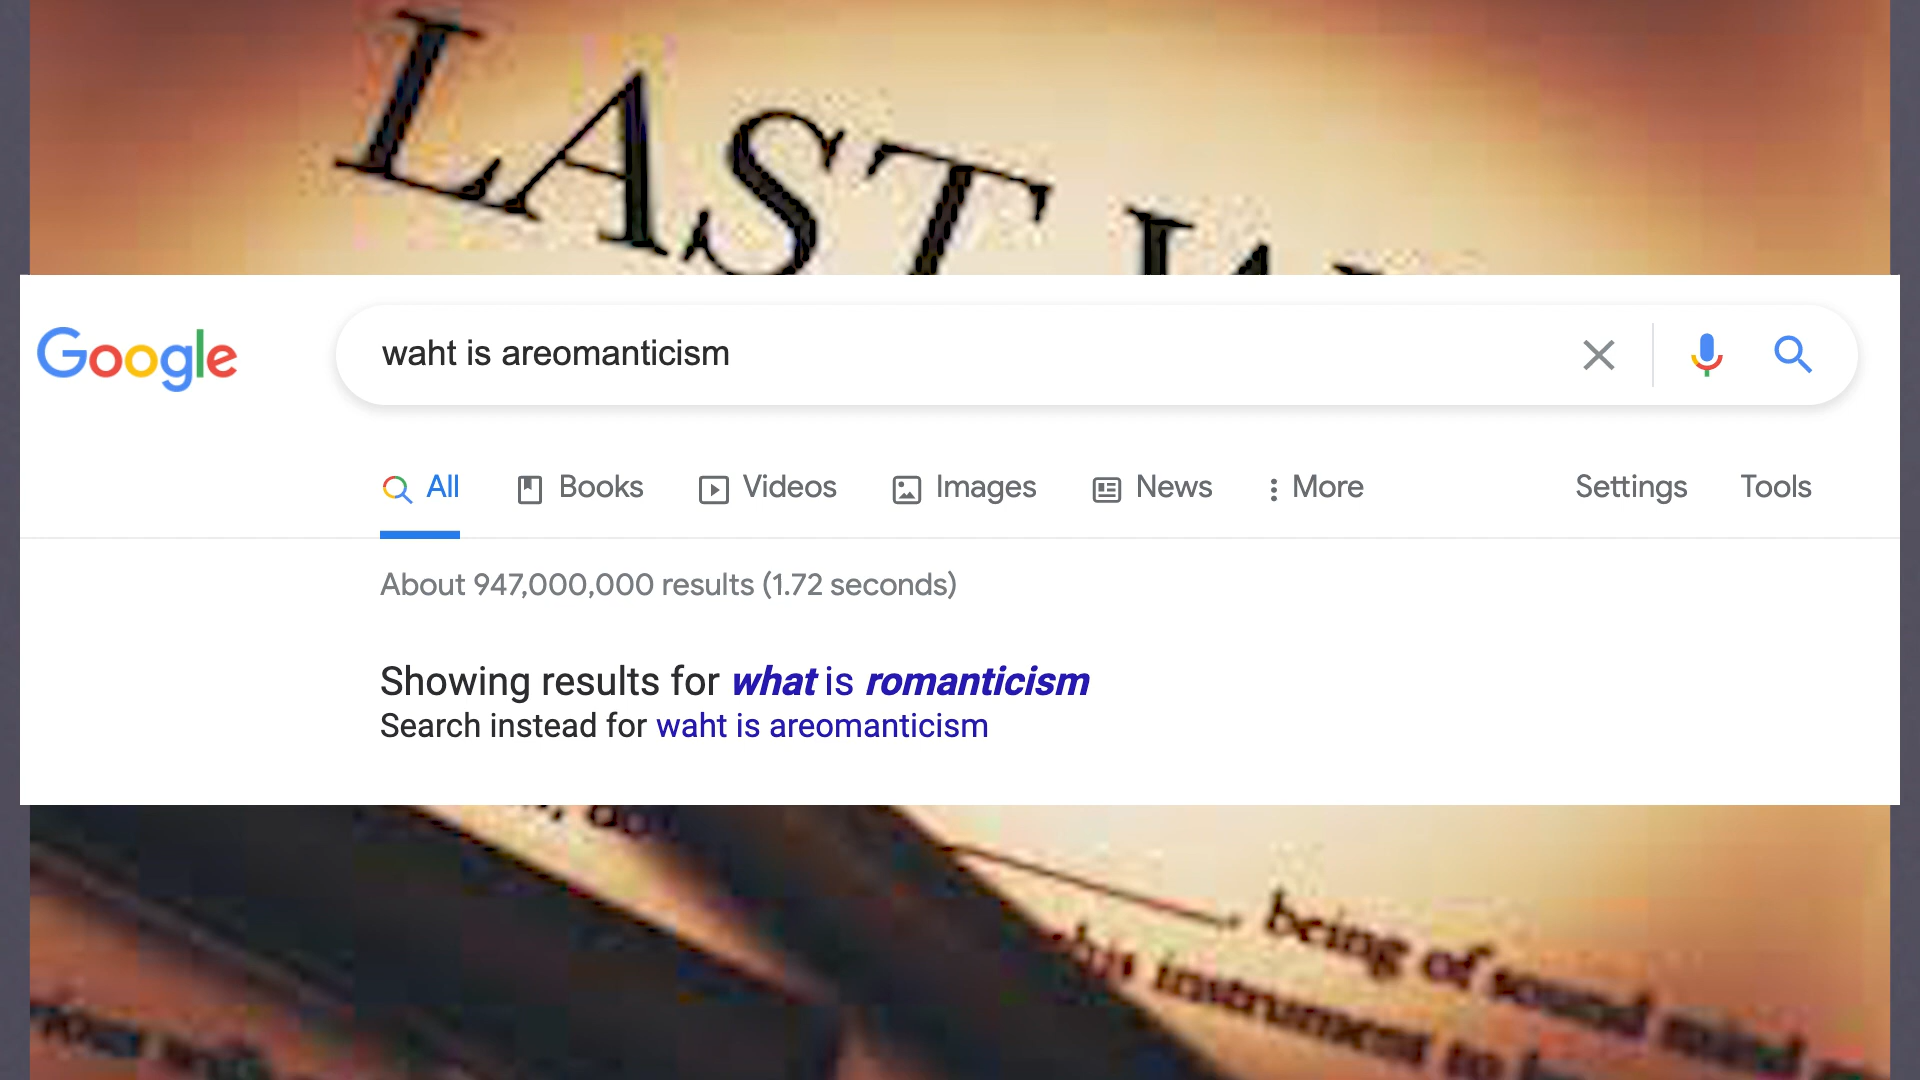 LAST
Google
waht is areomanticism
All Books Videos Images News More Settings Tools
About 947,000,000 results (1.72 seconds)
Showing results for what is romanticism
Search instead for waht is areomanticism
being of sound mind
this instrument to